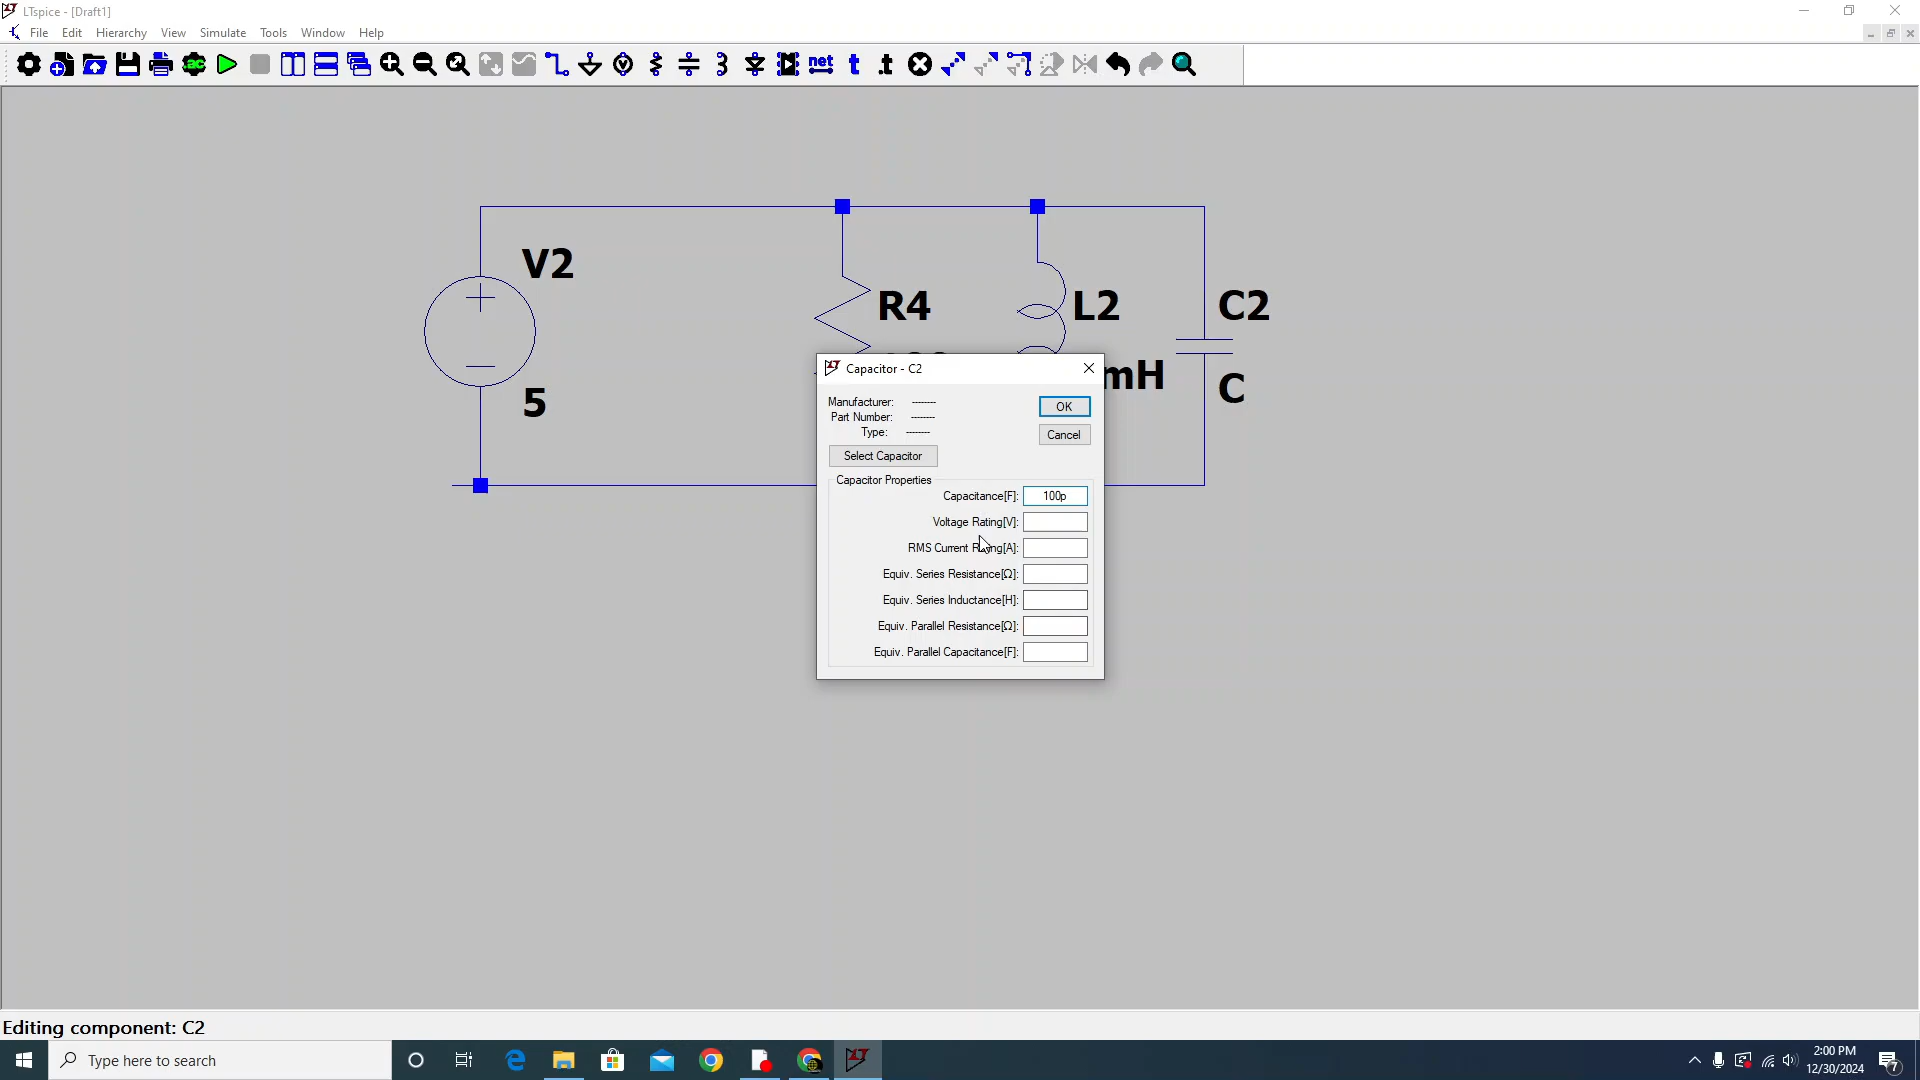 LTspice - [Draft1]
File Edit Hierarchy View Simulate Tools Window Help
net t .t
V2
R4
L2
C2
5
mH
C
Capacitor - C2
Manufacturer: --------
Part Number: --------
Type: --------
OK
Cancel
Select Capacitor
Capacitor Properties
Capacitance[F]: 100p
Voltage Rating[V]:
RMS Current Rating[A]:
Equiv. Series Resistance[Ω]:
Equiv. Series Inductance[H]:
Equiv. Parallel Resistance[Ω]:
Equiv. Parallel Capacitance[F]:
Editing component: C2
Type here to search
2:00 PM
12/30/2024
7